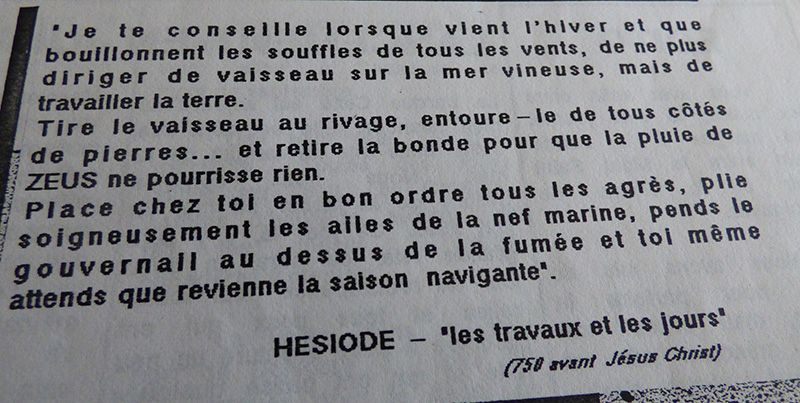 "Je te conseille lorsque vient l'hiver et que
bouillonnent les souffles de tous les vents, de ne plus
diriger de vaisseau sur la mer vineuse, mais de
travailler la terre.
Tire le vaisseau au rivage, entoure-le de tous côtés
de pierres... et retire la bonde pour que la pluie de
ZEUS ne pourrisse rien.
Place chez toi en bon ordre tous les agrès, plie
soigneusement les ailes de la nef marine, pends le
gouvernail au dessus de la fumée et toi même
attends que revienne la saison navigante".
HESIODE - "les travaux et les jours"
(750 avant Jésus Christ)